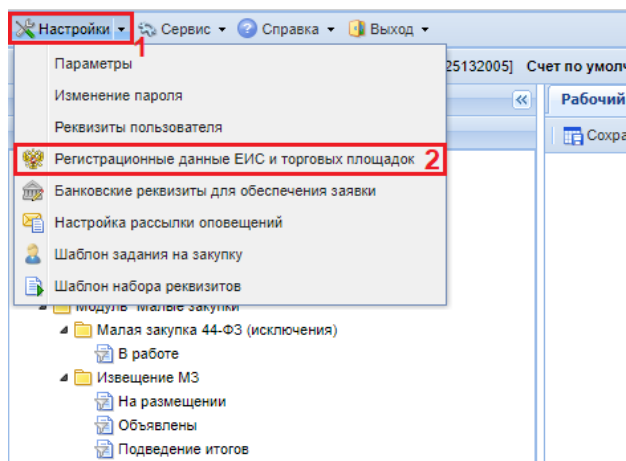 Настройки Сервис Справка Выход
1
Параметры
25132005] Счет по умолч
Изменение пароля
Рабочий
Реквизиты пользователя
Сохра
Регистрационные данные ЕИС и торговых площадок 2
Банковские реквизиты для обеспечения заявки
Настройка рассылки оповещений
Шаблон задания на закупку
Шаблон набора реквизитов
Модуль "Малые закупки"
Малая закупка 44-ФЗ (исключения)
В работе
Извещение МЗ
На размещении
Объявлены
Подведение итогов